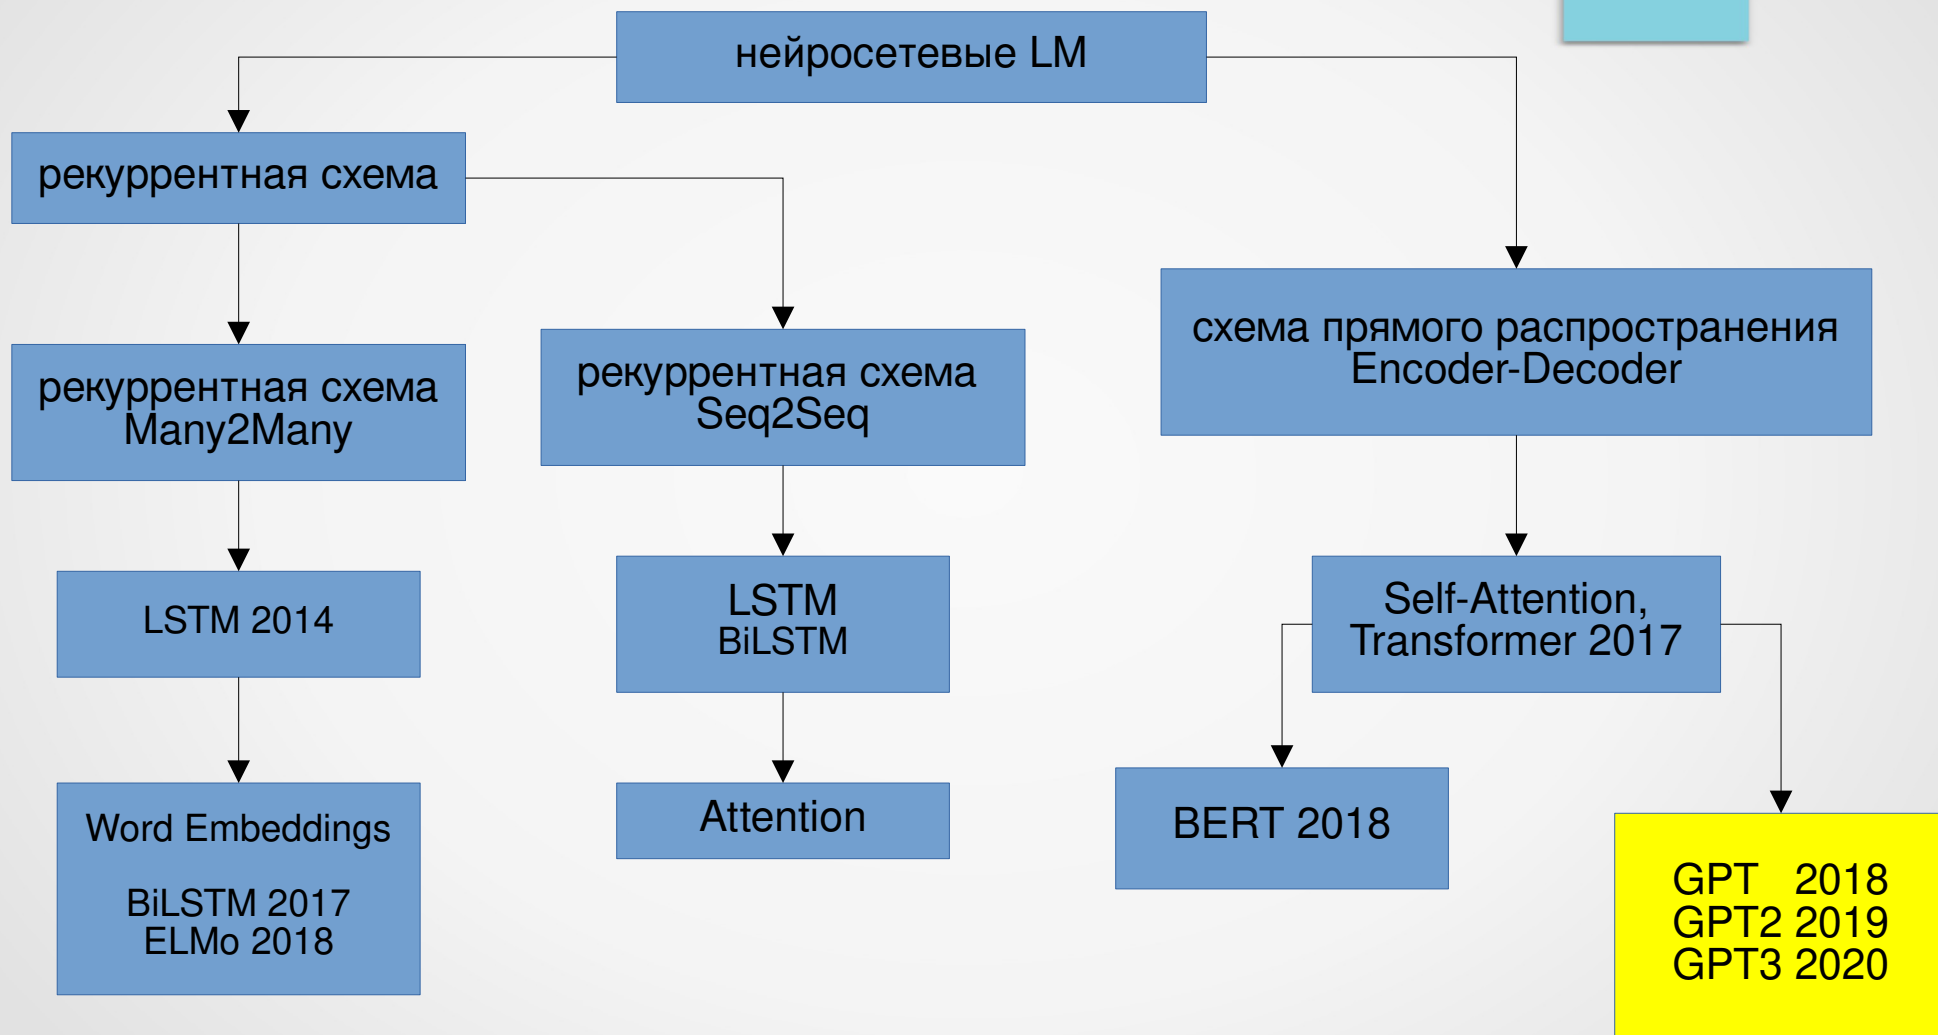 нейросетевые LM
рекуррентная схема
рекуррентная схема
Many2Many
рекуррентная схема
Seq2Seq
схема прямого распространения
Encoder-Decoder
LSTM 2014
LSTM
BiLSTM
Self-Attention,
Transformer 2017
Word Embeddings
BiLSTM 2017
ELMo 2018
Attention
BERT 2018
GPT 2018
GPT2 2019
GPT3 2020